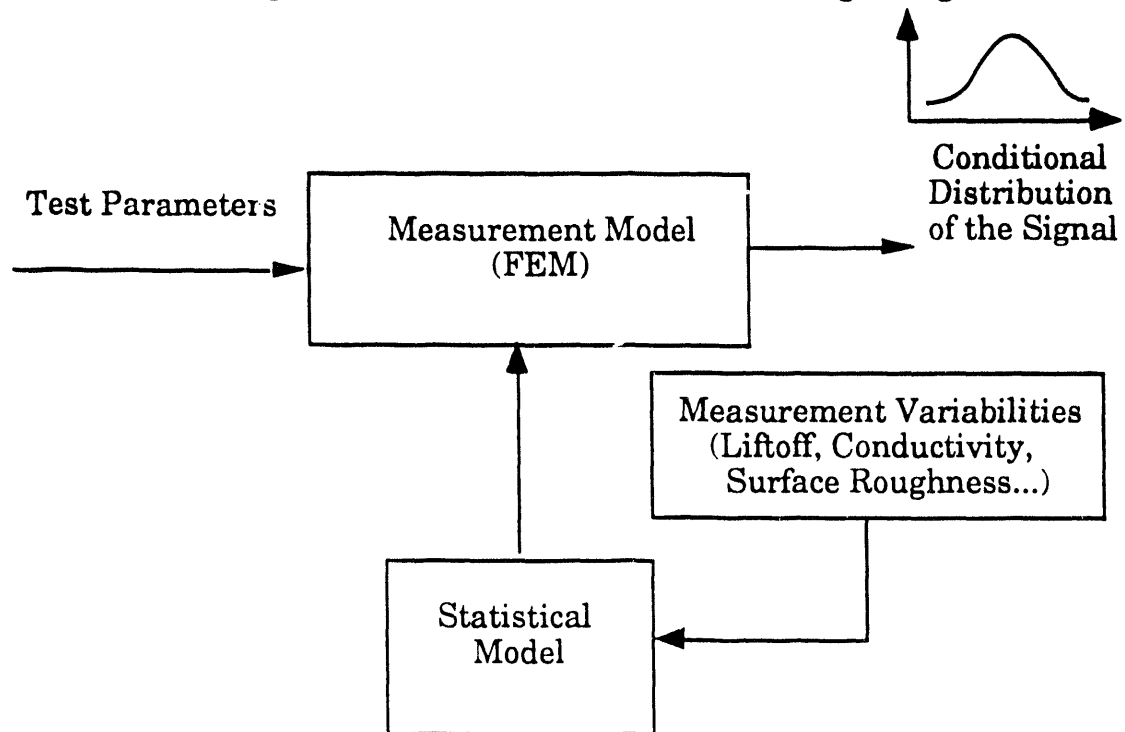 Conditional
Distribution
of the Signal
Test Parameters
Measurement Model
(FEM)
Measurement Variabilities
(Liftoff, Conductivity,
Surface Roughness...)
Statistical
Model